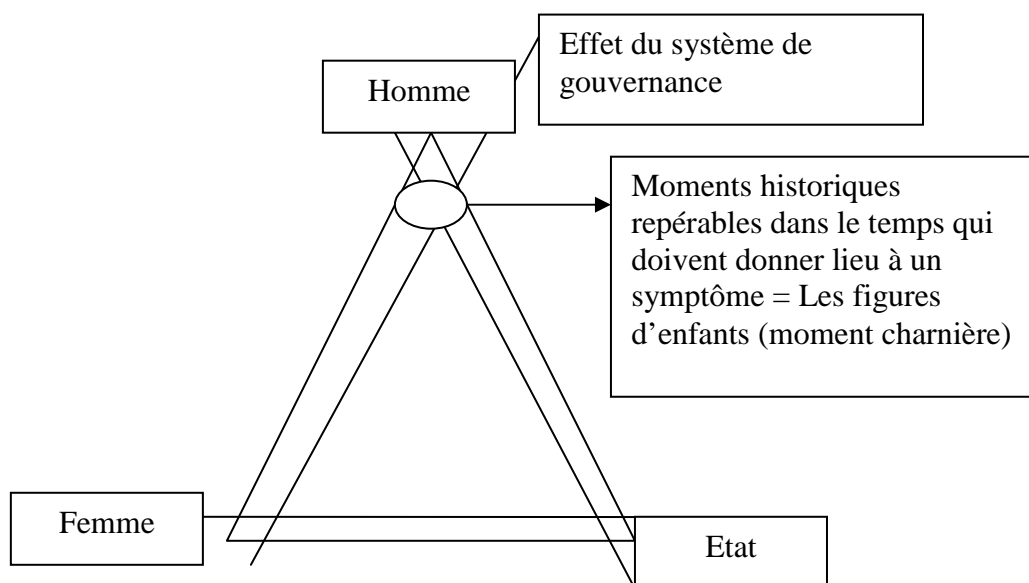 Effet du système de
gouvernance
Homme
Moments historiques
repérables dans le temps qui
doivent donner lieu à un
symptôme = Les figures
d’enfants (moment charnière)
Femme
Etat